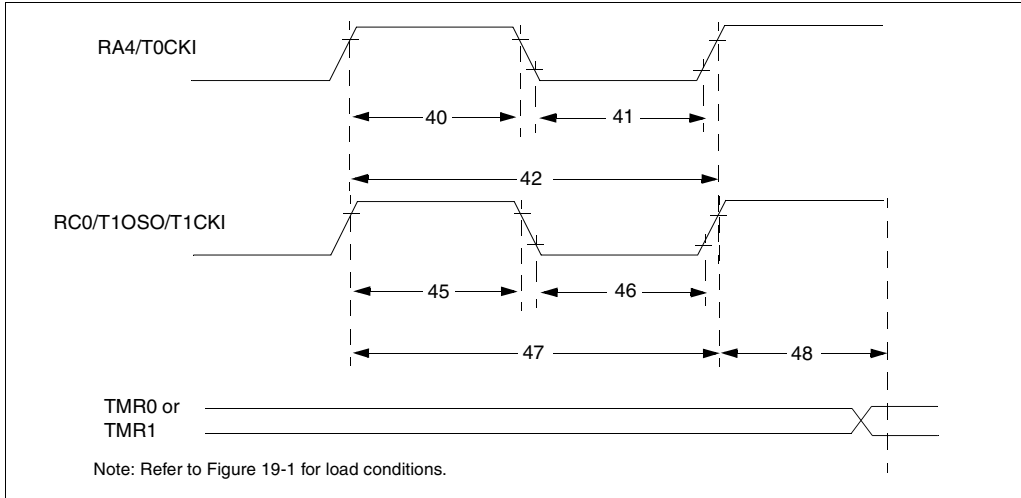 RA4/T0CKI
40
41
42
RC0/T1OSO/T1CKI
45
46
47
48
TMR0 or
TMR1
Note: Refer to Figure 19-1 for load conditions.